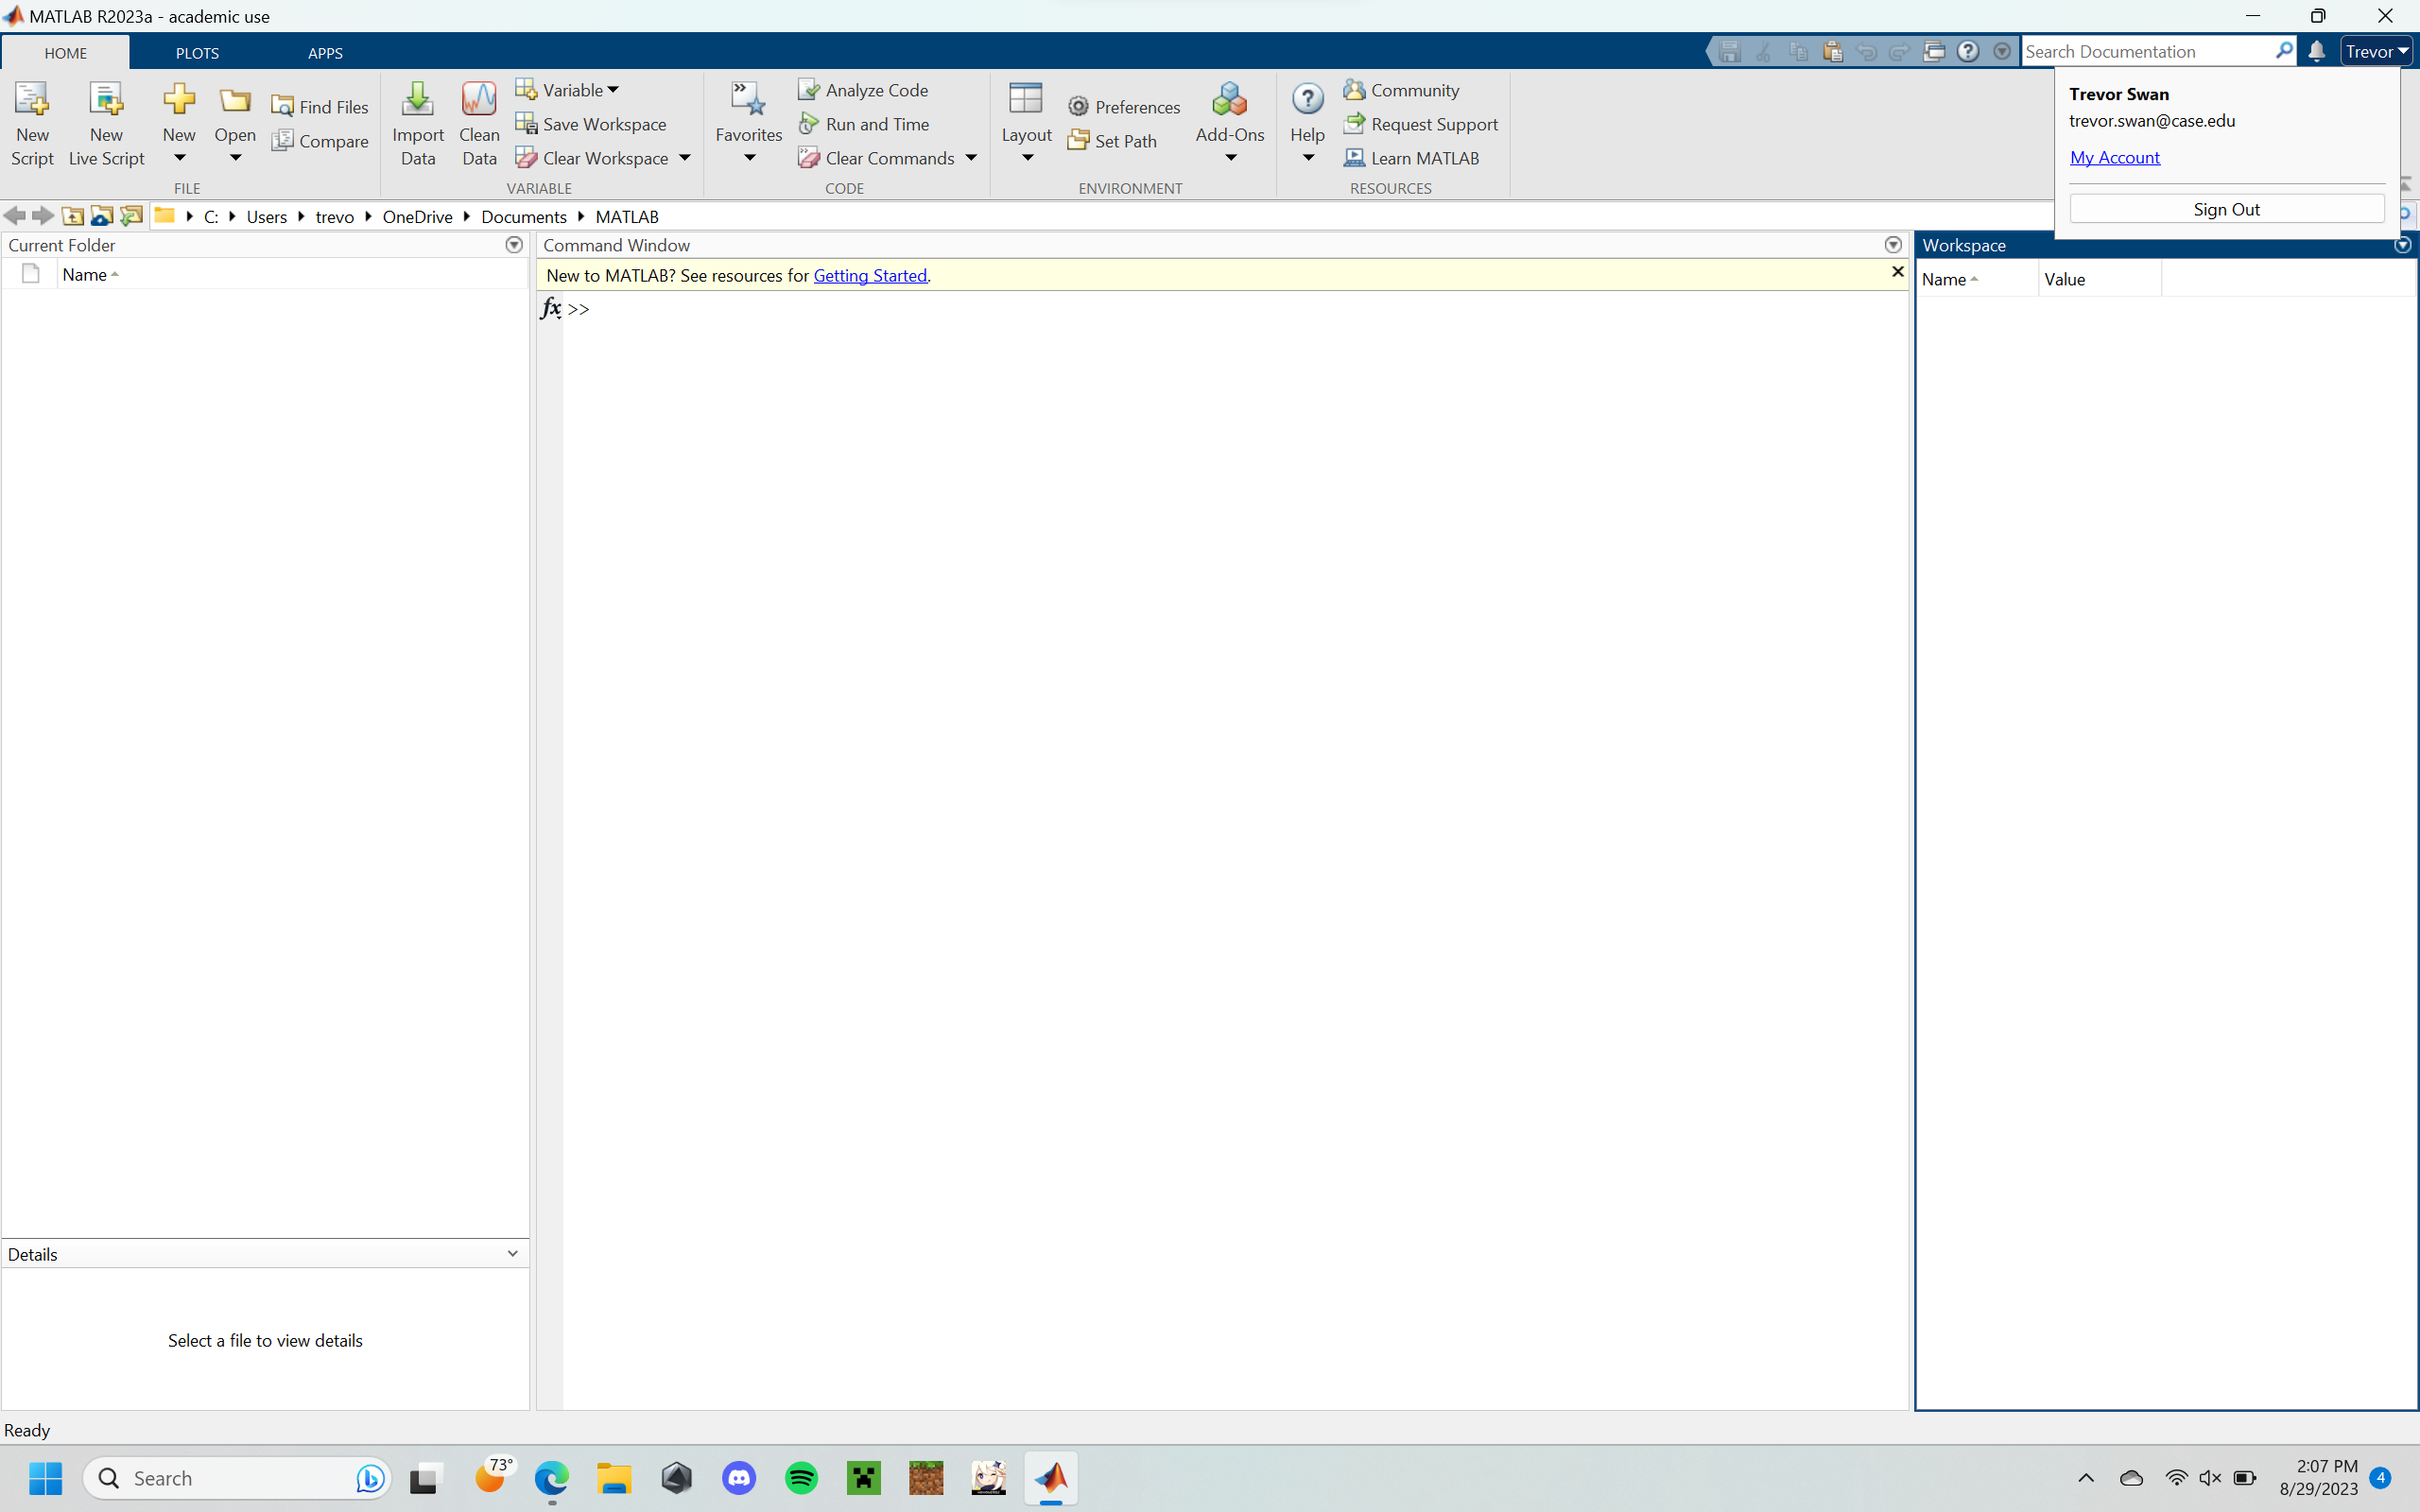 MATLAB R2023a - academic use
HOME PLOTS APPS
Search Documentation
Trevor
New Script
New Live Script
New
Open
Find Files
Compare
FILE
Import Data
Clean Data
Variable
Save Workspace
Clear Workspace
VARIABLE
Favorites
Analyze Code
Run and Time
Clear Commands
CODE
Layout
Preferences
Set Path
Add-Ons
ENVIRONMENT
Help
Community
Request Support
Learn MATLAB
RESOURCES
Trevor Swan
trevor.swan@case.edu
My Account
Sign Out
C: Users trevo OneDrive Documents MATLAB
Current Folder
Name
Command Window
New to MATLAB? See resources for Getting Started.
fx >>
Workspace
Name Value
Details
Select a file to view details
Ready
Search
73°
2:07 PM
8/29/2023
4